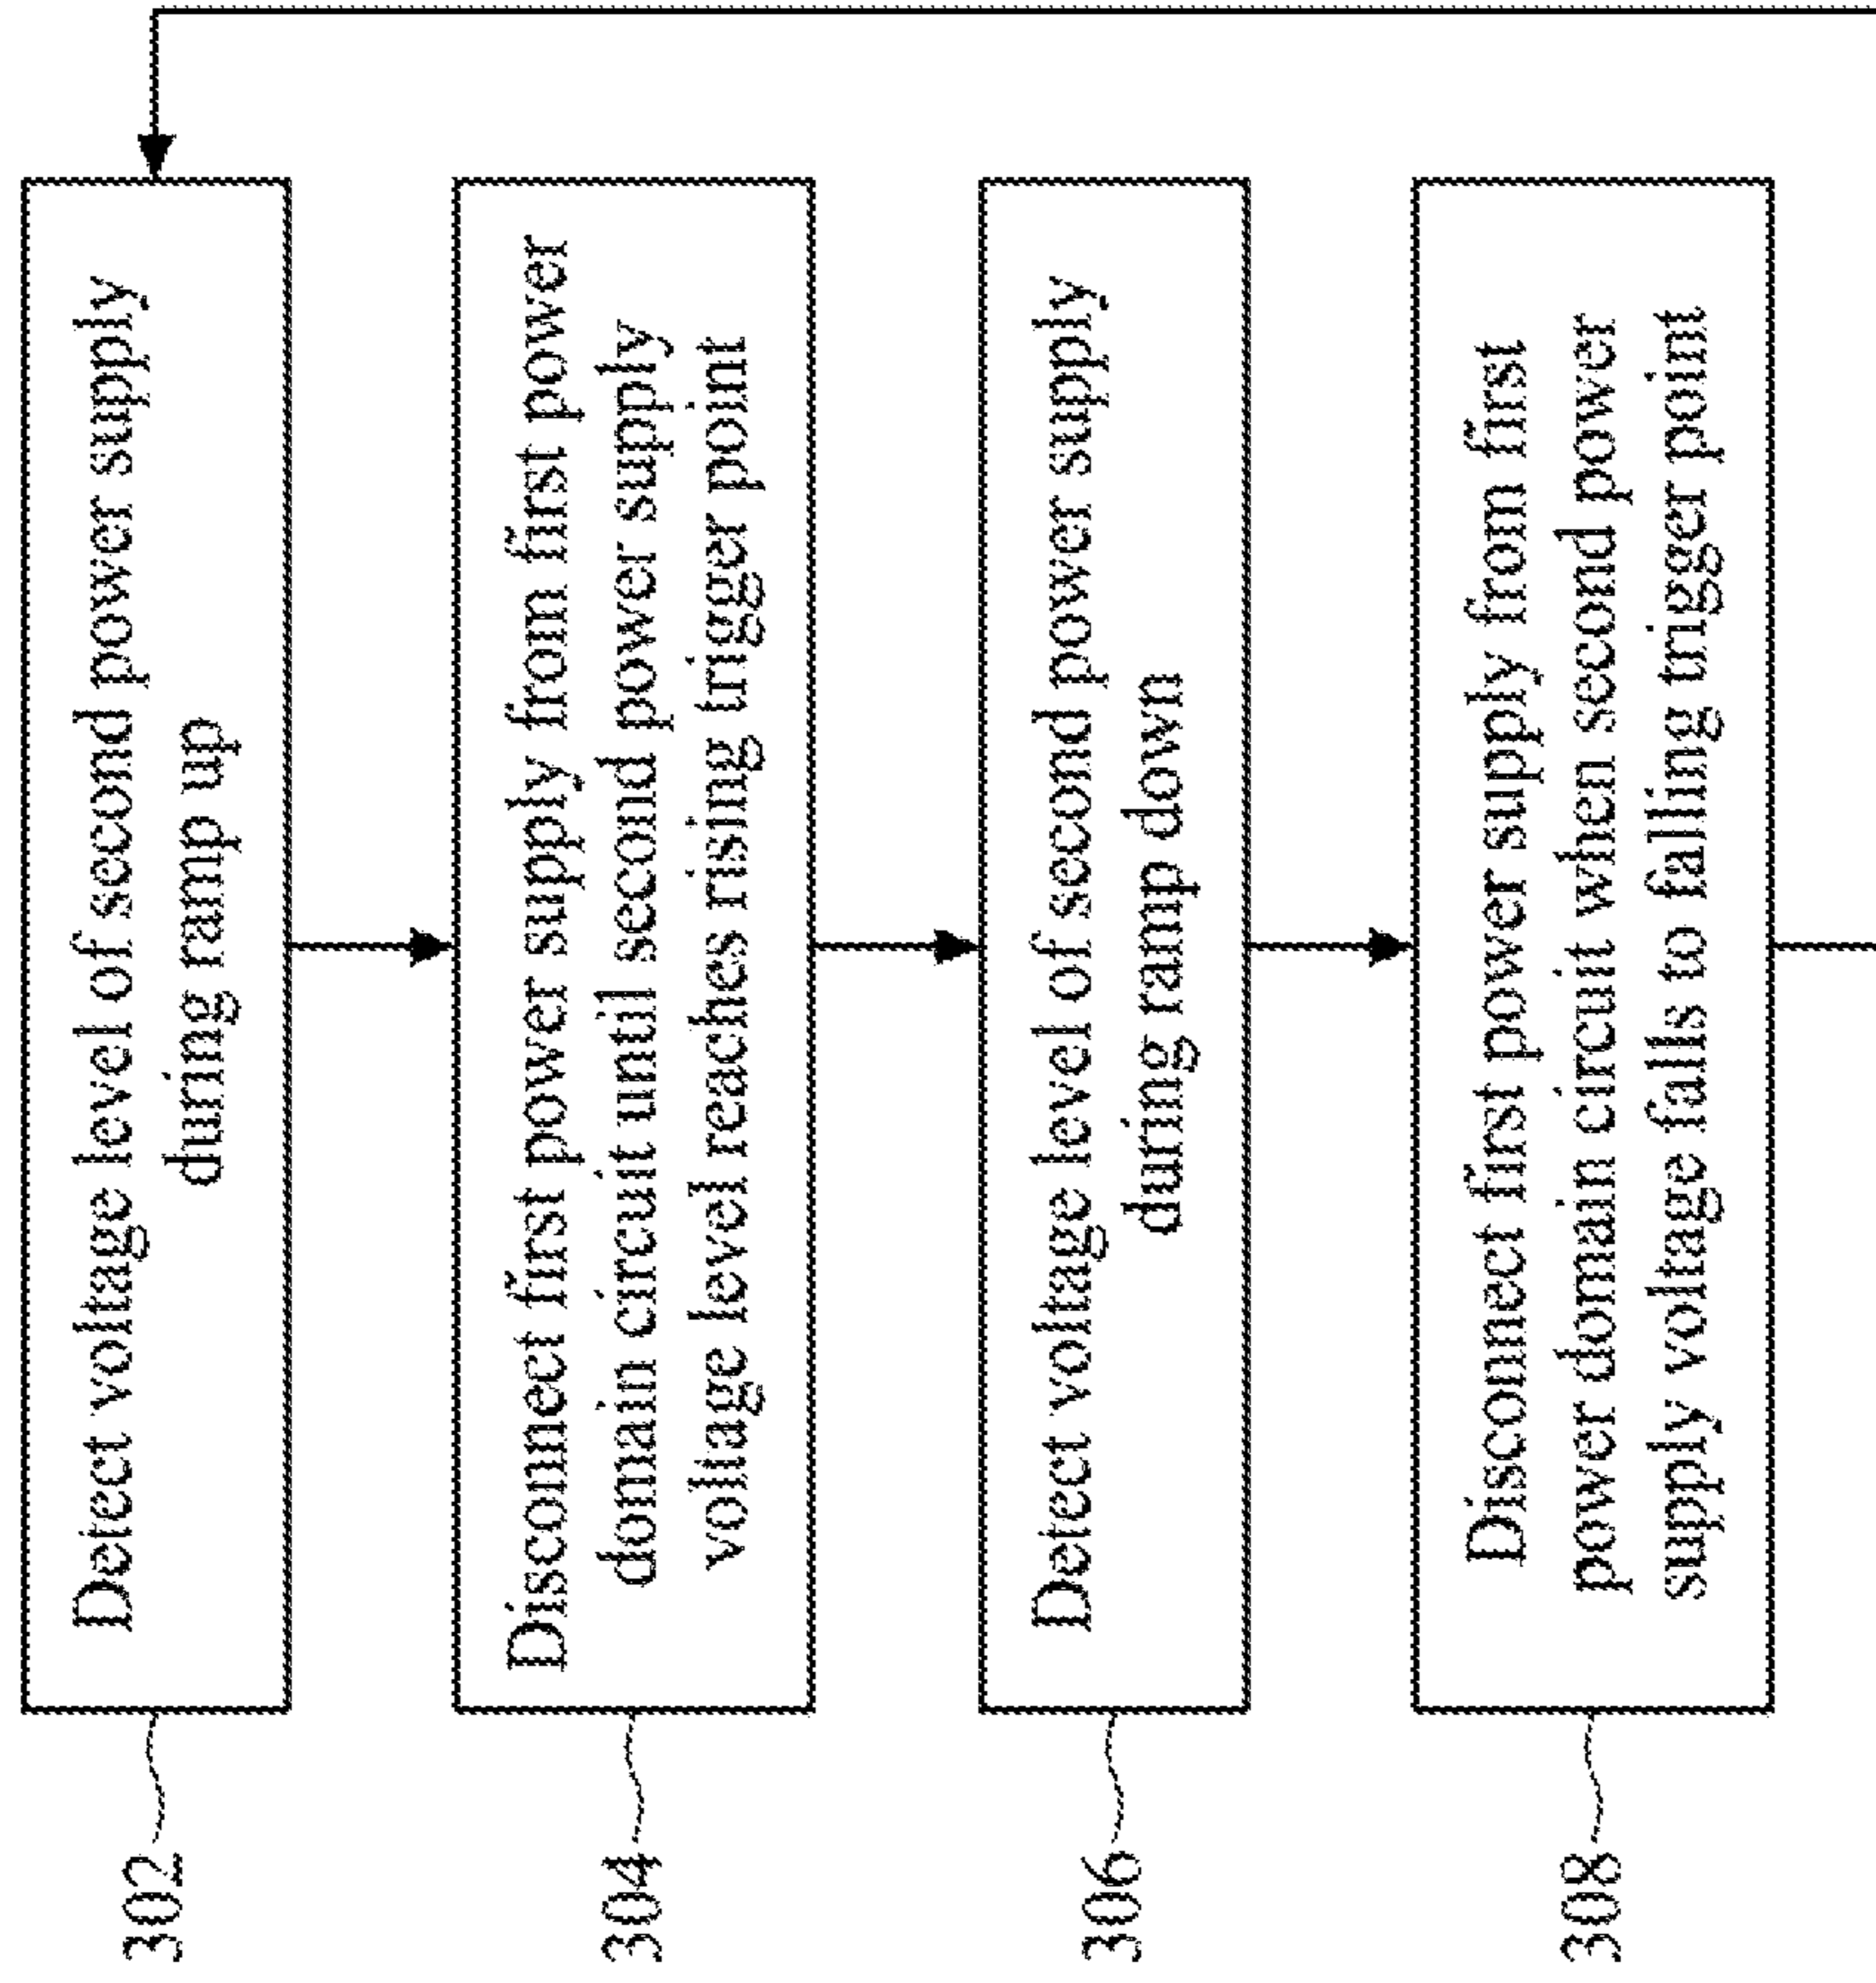 302
Detect voltage level of second power supply
during ramp up
304
Disconnect first power supply from first power
domain circuit until second power supply
voltage level reaches rising trigger point
306
Detect voltage level of second power supply
during ramp down
308
Disconnect first power supply from first
power domain circuit when second power
supply voltage falls to falling trigger point